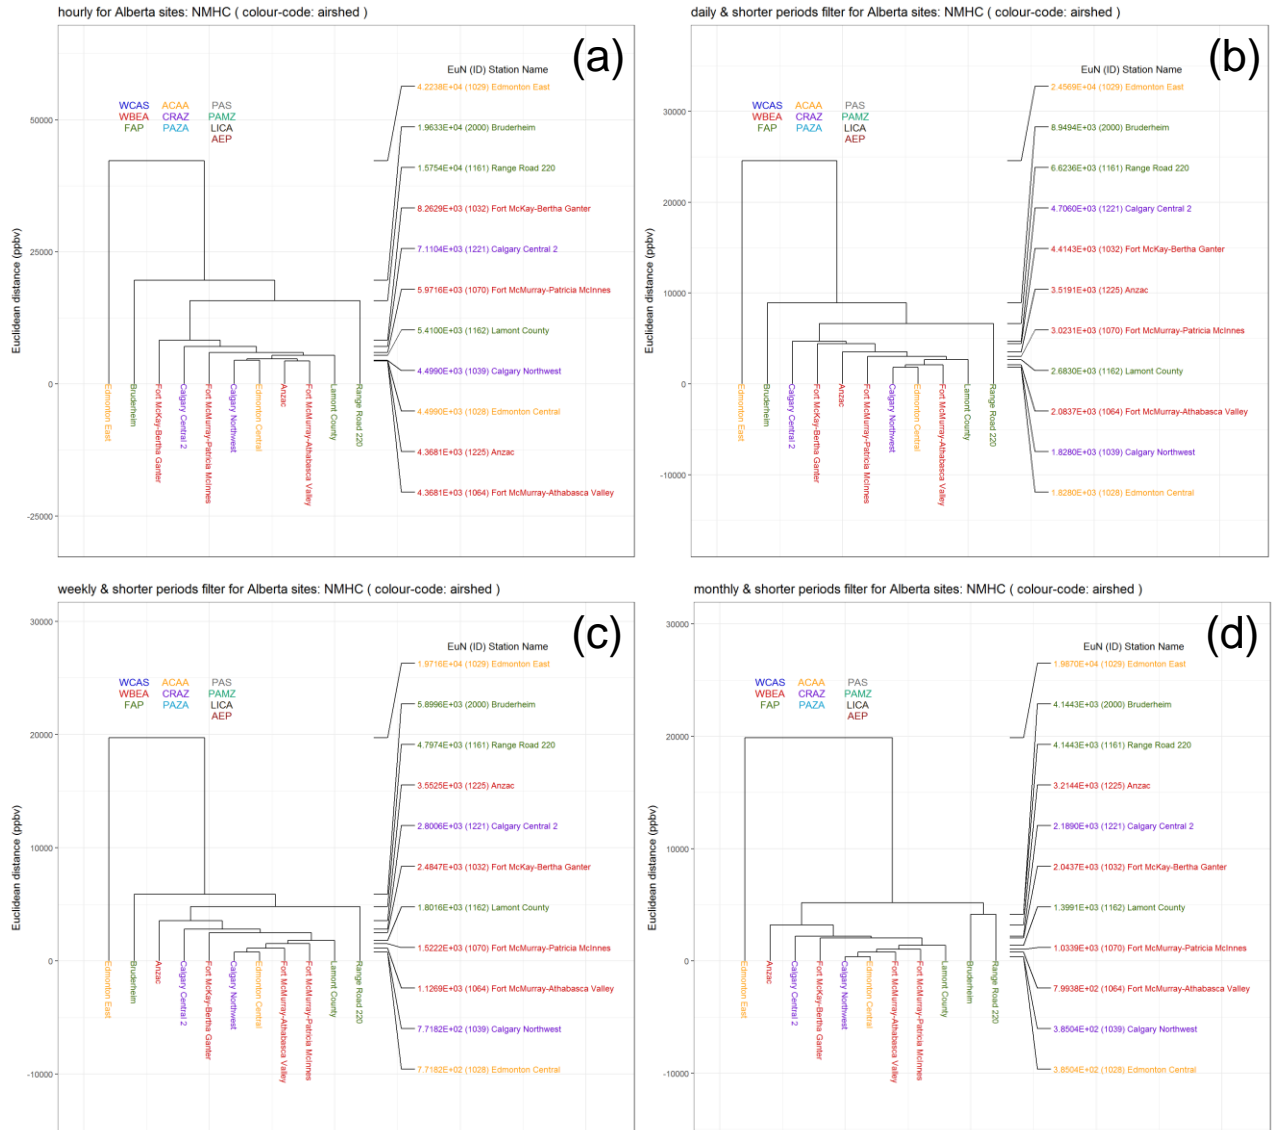 hourly for Alberta sites: NMHC ( colour-code: airshed )
(a)
EuN (ID) Station Name
WCAS ACAA PAS
WBEA CRAZ PAMZ
FAP PAZA LICA
AEP
4.2238E+04 (1029) Edmonton East
1.9633E+04 (2000) Bruderheim
1.5754E+04 (1161) Range Road 220
8.2629E+03 (1032) Fort McKay-Bertha Ganter
7.1104E+03 (1221) Calgary Central 2
5.9716E+03 (1070) Fort McMurray-Patricia McInnes
5.4100E+03 (1162) Lamont County
4.4990E+03 (1039) Calgary Northwest
4.4990E+03 (1028) Edmonton Central
4.3681E+03 (1225) Anzac
4.3681E+03 (1064) Fort McMurray-Athabasca Valley
Euclidean distance (ppbv)
50000
25000
0
-25000
Edmonton East
Bruderheim
Fort McKay-Bertha Ganter
Calgary Central 2
Fort McMurray-Patricia McInnes
Calgary Northwest
Edmonton Central
Anzac
Fort McMurray-Athabasca Valley
Lamont County
Range Road 220
daily & shorter periods filter for Alberta sites: NMHC ( colour-code: airshed )
(b)
EuN (ID) Station Name
WCAS ACAA PAS
WBEA CRAZ PAMZ
FAP PAZA LICA
AEP
2.4569E+04 (1029) Edmonton East
8.9494E+03 (2000) Bruderheim
6.6236E+03 (1161) Range Road 220
4.7060E+03 (1221) Calgary Central 2
4.4143E+03 (1032) Fort McKay-Bertha Ganter
3.5191E+03 (1225) Anzac
3.0231E+03 (1070) Fort McMurray-Patricia McInnes
2.6830E+03 (1162) Lamont County
2.0837E+03 (1064) Fort McMurray-Athabasca Valley
1.8280E+03 (1039) Calgary Northwest
1.8280E+03 (1028) Edmonton Central
Euclidean distance (ppbv)
30000
20000
10000
0
-10000
Edmonton East
Bruderheim
Calgary Central 2
Fort McKay-Bertha Ganter
Anzac
Fort McMurray-Patricia McInnes
Calgary Northwest
Edmonton Central
Fort McMurray-Athabasca Valley
Lamont County
Range Road 220
weekly & shorter periods filter for Alberta sites: NMHC ( colour-code: airshed )
(c)
EuN (ID) Station Name
WCAS ACAA PAS
WBEA CRAZ PAMZ
FAP PAZA LICA
AEP
1.9716E+04 (1029) Edmonton East
5.8996E+03 (2000) Bruderheim
4.7974E+03 (1161) Range Road 220
3.5525E+03 (1225) Anzac
2.8006E+03 (1221) Calgary Central 2
2.4847E+03 (1032) Fort McKay-Bertha Ganter
1.8016E+03 (1162) Lamont County
1.5222E+03 (1070) Fort McMurray-Patricia McInnes
1.1269E+03 (1064) Fort McMurray-Athabasca Valley
7.7182E+02 (1039) Calgary Northwest
7.7182E+02 (1028) Edmonton Central
Euclidean distance (ppbv)
30000
20000
10000
0
-10000
Edmonton East
Bruderheim
Anzac
Calgary Central 2
Fort McKay-Bertha Ganter
Calgary Northwest
Edmonton Central
Fort McMurray-Athabasca Valley
Fort McMurray-Patricia McInnes
Lamont County
Range Road 220
monthly & shorter periods filter for Alberta sites: NMHC ( colour-code: airshed )
(d)
EuN (ID) Station Name
WCAS ACAA PAS
WBEA CRAZ PAMZ
FAP PAZA LICA
AEP
1.9870E+04 (1029) Edmonton East
4.1443E+03 (2000) Bruderheim
4.1443E+03 (1161) Range Road 220
3.2144E+03 (1225) Anzac
2.1890E+03 (1221) Calgary Central 2
2.0437E+03 (1032) Fort McKay-Bertha Ganter
1.3991E+03 (1162) Lamont County
1.0339E+03 (1070) Fort McMurray-Patricia McInnes
7.9938E+02 (1064) Fort McMurray-Athabasca Valley
3.8504E+02 (1039) Calgary Northwest
3.8504E+02 (1028) Edmonton Central
Euclidean distance (ppbv)
30000
20000
10000
0
-10000
Edmonton East
Anzac
Calgary Central 2
Fort McKay-Bertha Ganter
Calgary Northwest
Edmonton Central
Fort McMurray-Athabasca Valley
Fort McMurray-Patricia McInnes
Lamont County
Bruderheim
Range Road 220